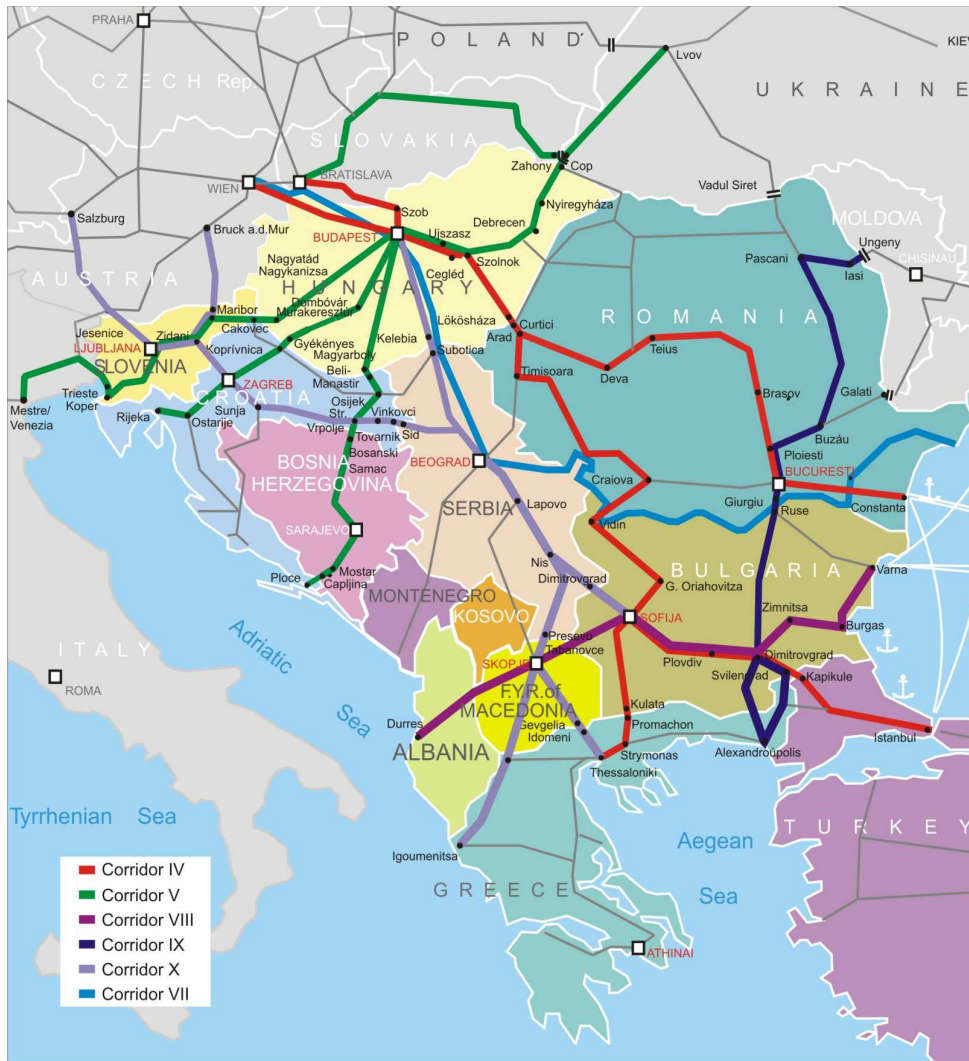 PRAHA
POLAND
Lvov
KIEV
CZECH Rep.
UKRAINE
SLOVAKIA
Zahony
Cop
WIEN
BRATISLAVA
Vadul Siret
Salzburg
Szob
Nyiregyháza
MOLDOVA
Bruck a.d.Mur
BUDAPEST
Ujszasz
Debrecen
Ungeny
Pascani
Iasi
CHISINAU
AUSTRIA
Nagyatád
Nagykanizsa
Cegléd
Szolnok
HUNGARY
Dombóvár
Murakeresztúr
Maribor
Cakovec
Lökösháza
Curtici
Arad
ROMANIA
Jesenice
Zidani
LJUBLJANA
Koprívnica
Gyékényes
Magyarboly
Kelebia
Subotica
Teius
SLOVENIA
Deva
Timisoara
ZAGREB
Beli-
Manastir
Braşov
Galati
Trieste
Koper
CROATIA
Osijek
Mestre/
Venezia
Rijeka
Ostarije
Sunja
Str.
Vrpolje
Vinkovci
Tovarnik
Sid
Buzáu
Ploiesti
BOSNIA
HERZEGOVINA
Bosanski
Samac
BEOGRAD
Craiova
BUCURESTI
Giurgiu
Ruse
Constanta
SERBIA
Lapovo
Vidin
SARAJEVO
Nis
Dimitrovgrad
BULGARIA
Varna
Mostar
Capljina
Ploce
MONTENEGRO
G. Oriahovitza
Zimnitsa
KOSOVO
SOFIJA
Burgas
Adriatic
Sea
Presevo
Tabanovce
ITALY
ROMA
SKOPJE
Plovdiv
Dimitrovgrad
Svilengrad
Kapikule
F.Y.R. of
MACEDONIA
Kulata
Promachon
Durres
Gevgelia
Idomeni
ALBANIA
Strymonas
Thessaloniki
Alexandroúpolis
Istanbul
Tyrrhenian Sea
Aegean
Sea
TURKEY
Igoumenitsa
GREECE
ATHINAI
Corridor IV
Corridor V
Corridor VIII
Corridor IX
Corridor X
Corridor VII